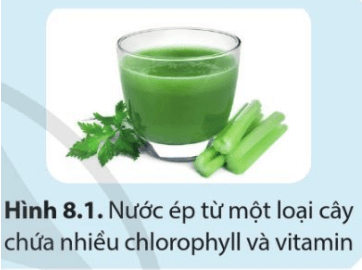 Hình 8.1. Nước ép từ một loại cây
chứa nhiều chlorophyll và vitamin